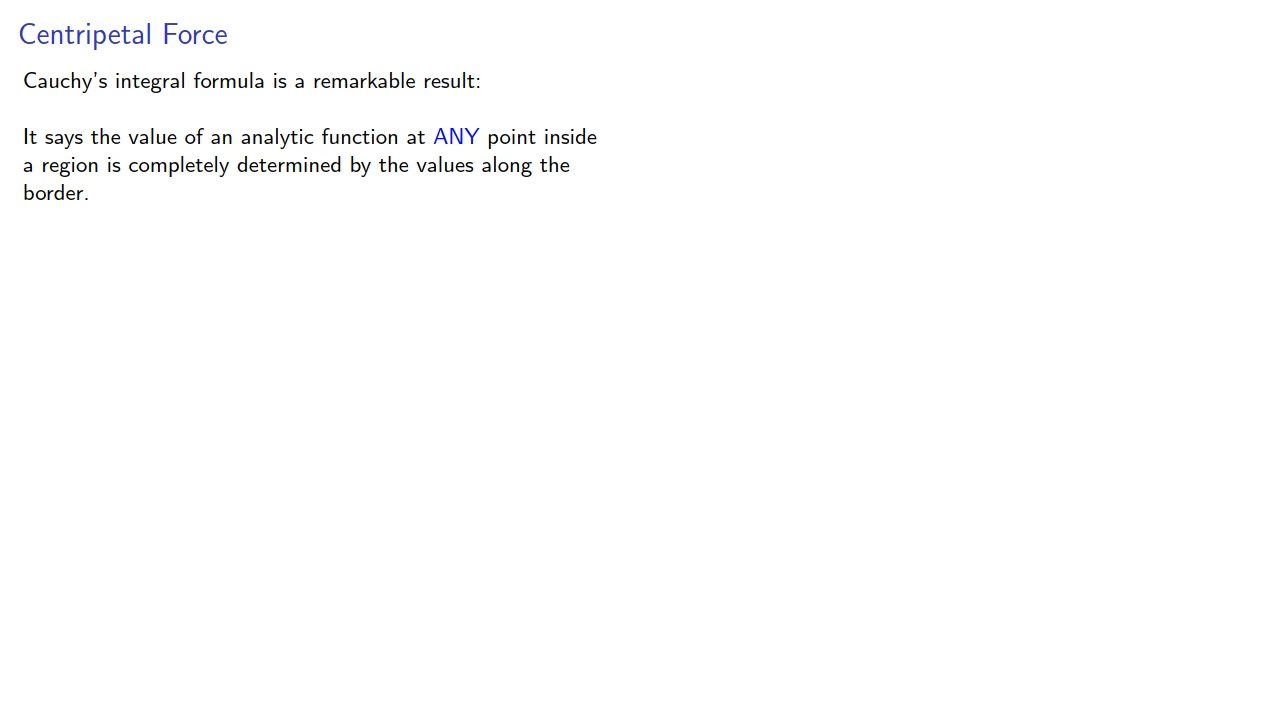 Centripetal Force
Cauchy's integral formula is a remarkable result:
It says the value of an analytic function at ANY point inside
a region is completely determined by the values along the
border.